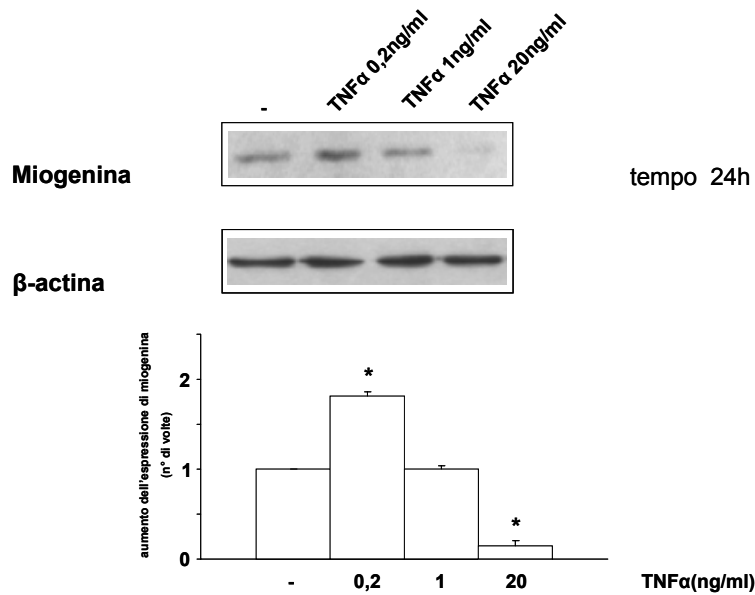 -
TNFα 0,2ng/ml
TNFα 1ng/ml
TNFα 20ng/ml
Miogenina
tempo 24h
β-actina
aumento dell'espressione di miogenina
(n° di volte)
2
1
0
*
*
- 0,2 1 20 TNFα(ng/ml)